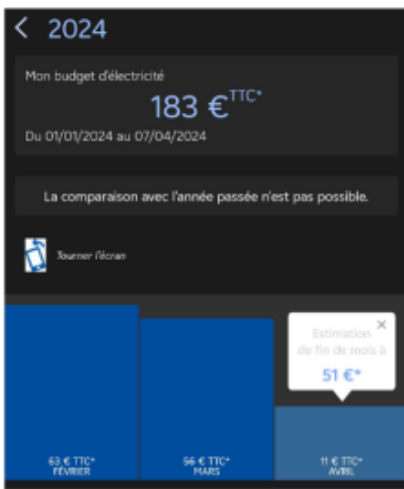 2024
Mon budget d'électricité
183 €TTC*
Du 01/01/2024 au 07/04/2024
La comparaison avec l'année passée n'est pas possible.
Tourner l'écran
Estimation
de fin de mois à
51 €*
63 € TTC*
FÉVRIER
56 € TTC*
MARS
11 € TTC*
AVRIL